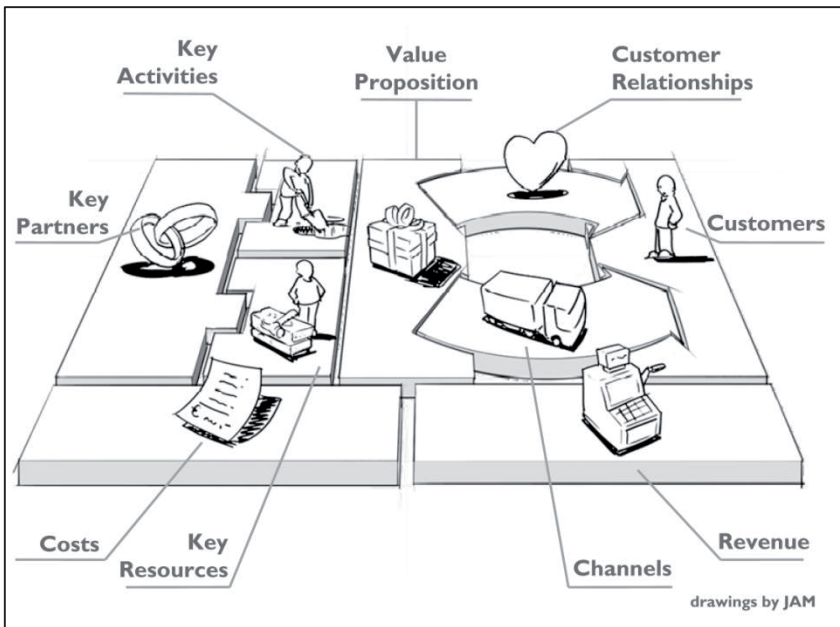 Key
Activities
Value
Proposition
Customer
Relationships
Key
Partners
Customers
Costs
Key
Resources
Channels
Revenue
drawings by JAM